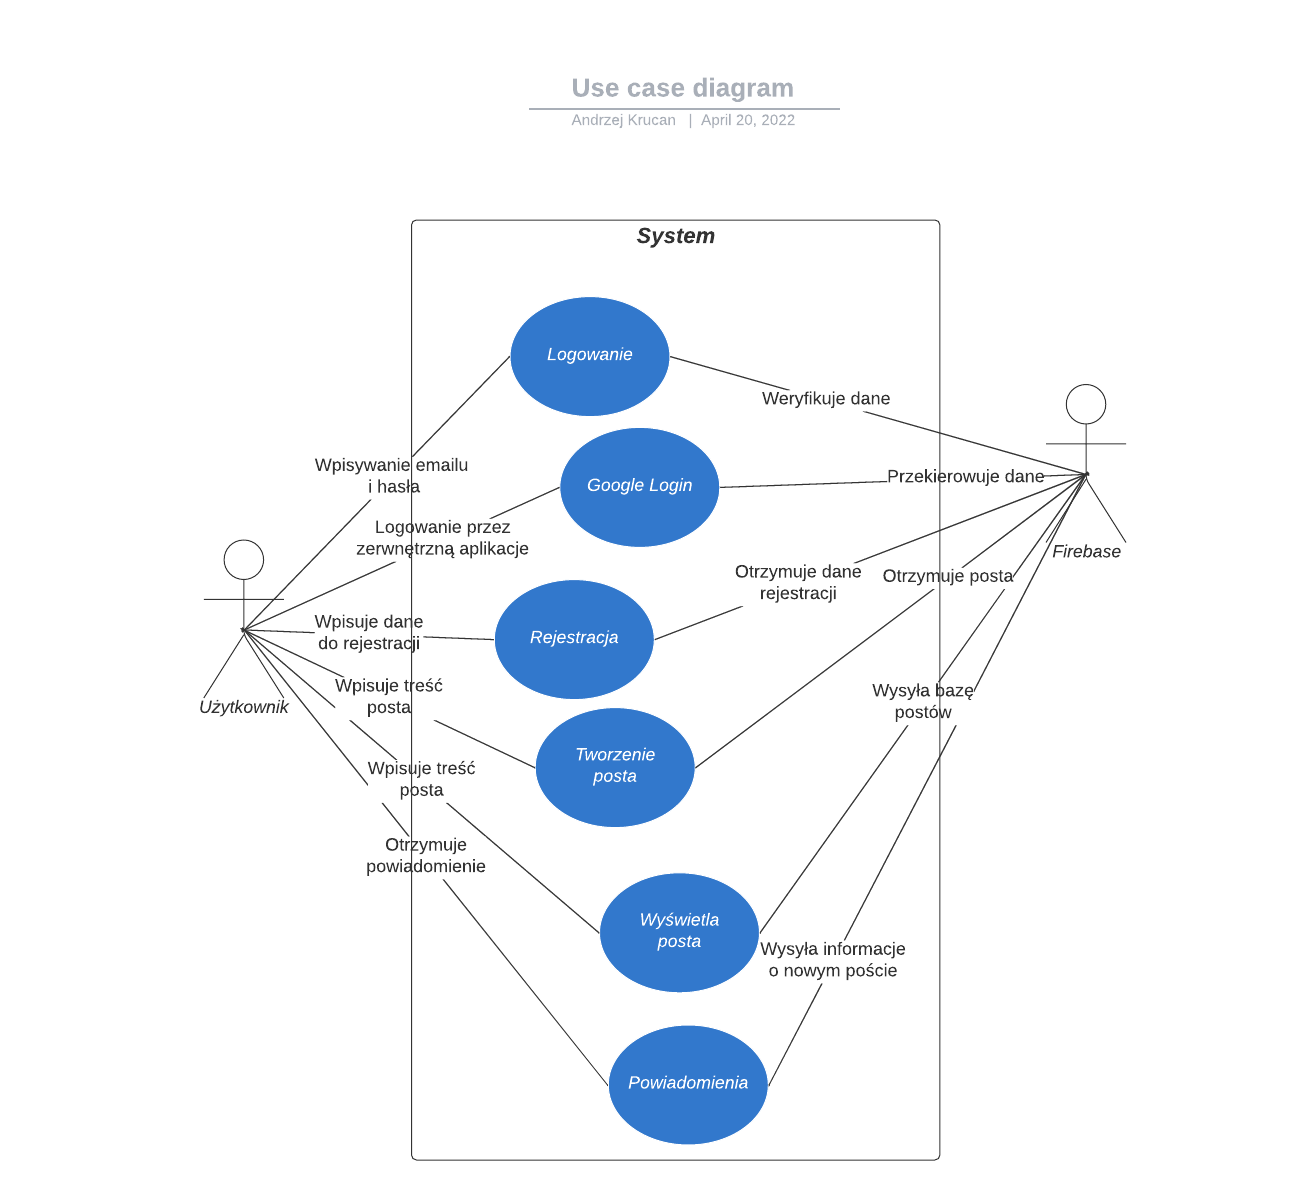 Use case diagram
Andrzej Krucan | April 20, 2022
System
Logowanie
Weryfikuje dane
Wpisywanie emailu
i hasła
Google Login
Przekierowuje dane
Logowanie przez
zerwnętrzną aplikacje
Firebase
Otrzymuje dane
rejestracji
Otrzymuje posta
Wpisuje dane
do rejestracji
Rejestracja
Użytkownik
Wpisuje treść
posta
Wysyła bazę
postów
Tworzenie
posta
Wpisuje treść
posta
Otrzymuje
powiadomienie
Wyświetla
posta
Wysyła informacje
o nowym poście
Powiadomienia